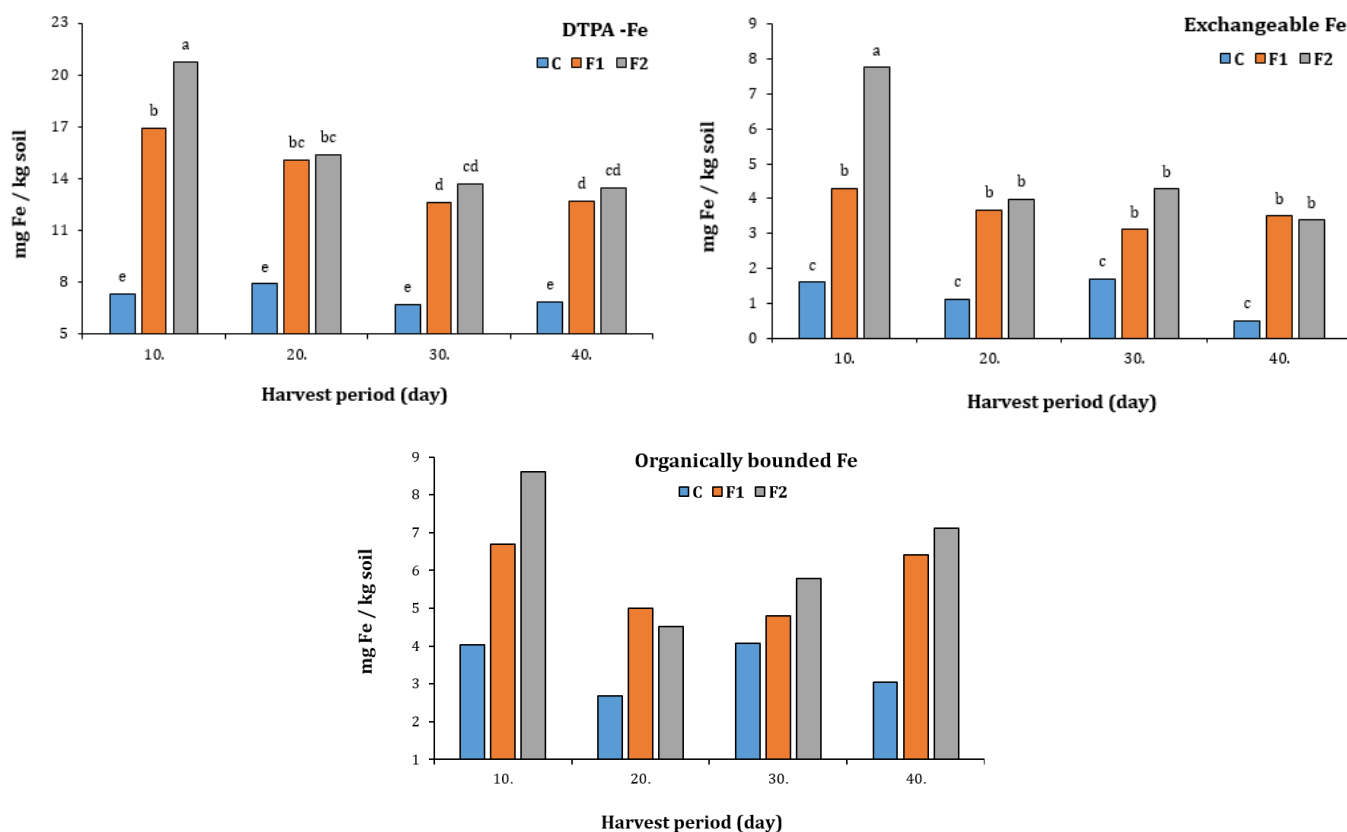 DTPA -Fe
C F1 F2
mg Fe / kg soil
23
20
17
14
11
8
5
e b a
e bc bc
e d cd
e d cd
10. 20. 30. 40.
Harvest period (day)
Exchangeable Fe
C F1 F2
mg Fe / kg soil
9
8
7
6
5
4
3
2
1
0
c b a
c b b
c b b
c b b
10. 20. 30. 40.
Harvest period (day)
Organically bounded Fe
C F1 F2
mg Fe / kg soil
9
8
7
6
5
4
3
2
1
10. 20. 30. 40.
Harvest period (day)